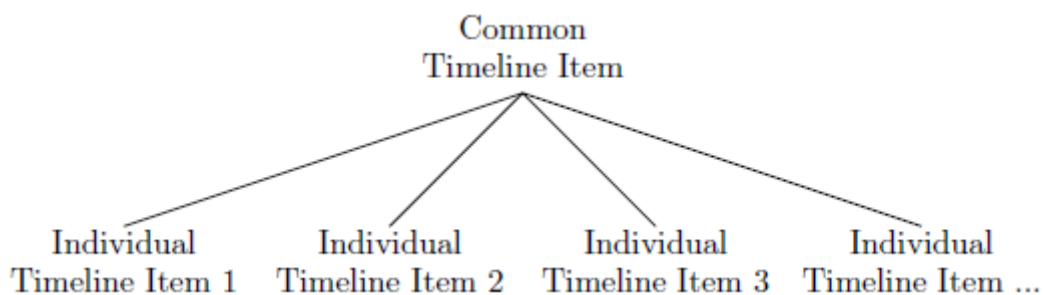 Common
Timeline Item
Individual
Timeline Item 1
Individual
Timeline Item 2
Individual
Timeline Item 3
Individual
Timeline Item ...